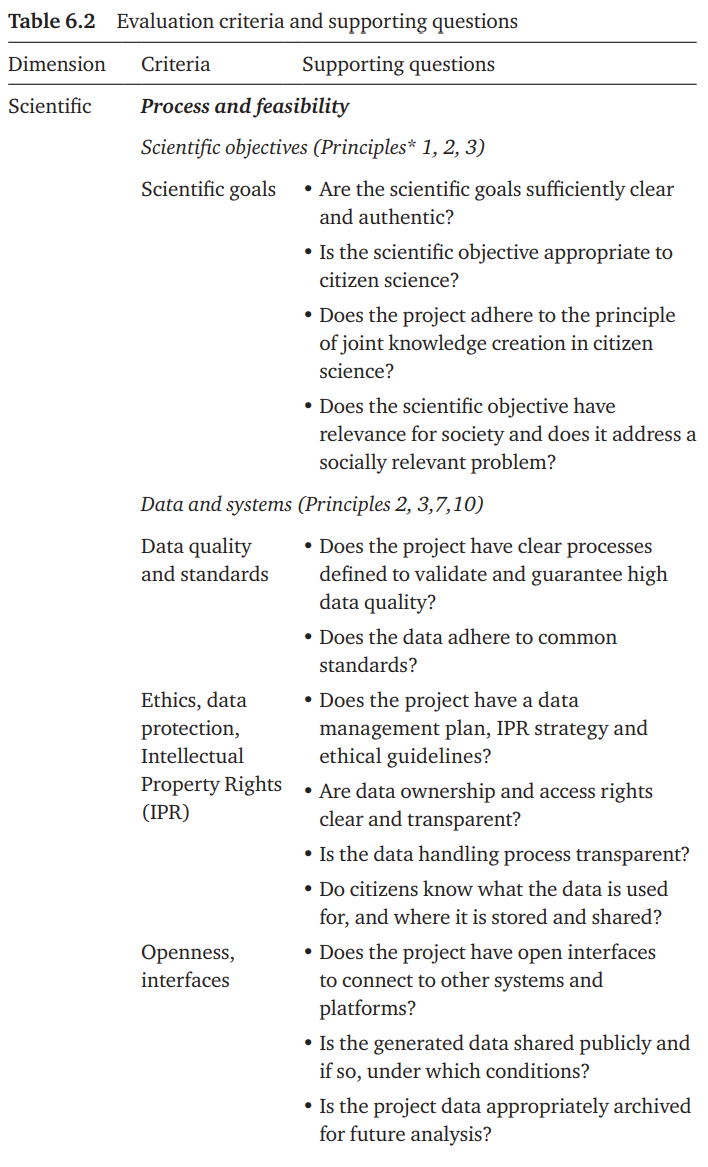 Table 6.2 Evaluation criteria and supporting questions
Dimension Criteria Supporting questions
Scientific Process and feasibility
Scientific objectives (Principles* 1, 2, 3)
Scientific goals • Are the scientific goals sufficiently clear
and authentic?
• Is the scientific objective appropriate to
citizen science?
• Does the project adhere to the principle
of joint knowledge creation in citizen
science?
• Does the scientific objective have
relevance for society and does it address a
socially relevant problem?
Data and systems (Principles 2, 3,7,10)
Data quality • Does the project have clear processes
and standards defined to validate and guarantee high
data quality?
• Does the data adhere to common
standards?
Ethics, data • Does the project have a data
protection, management plan, IPR strategy and
Intellectual ethical guidelines?
Property Rights • Are data ownership and access rights
(IPR) clear and transparent?
• Is the data handling process transparent?
• Do citizens know what the data is used
for, and where it is stored and shared?
Openness, • Does the project have open interfaces
interfaces to connect to other systems and
platforms?
• Is the generated data shared publicly and
if so, under which conditions?
• Is the project data appropriately archived
for future analysis?